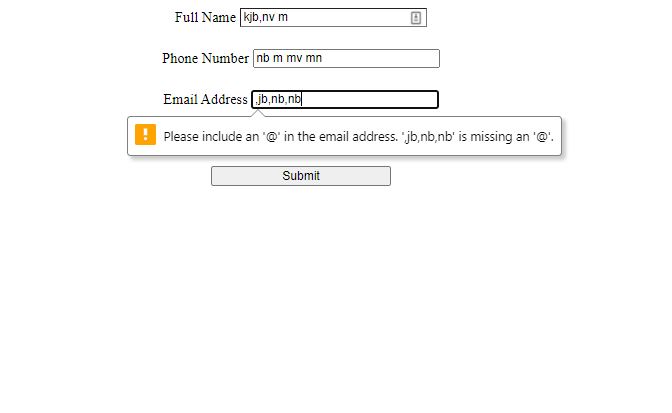 Full Name kjb,nv m
Phone Number nb m mv mn
Email Address ,jb,nb,nb
Please include an '@' in the email address. ',jb,nb,nb' is missing an '@'.
Submit